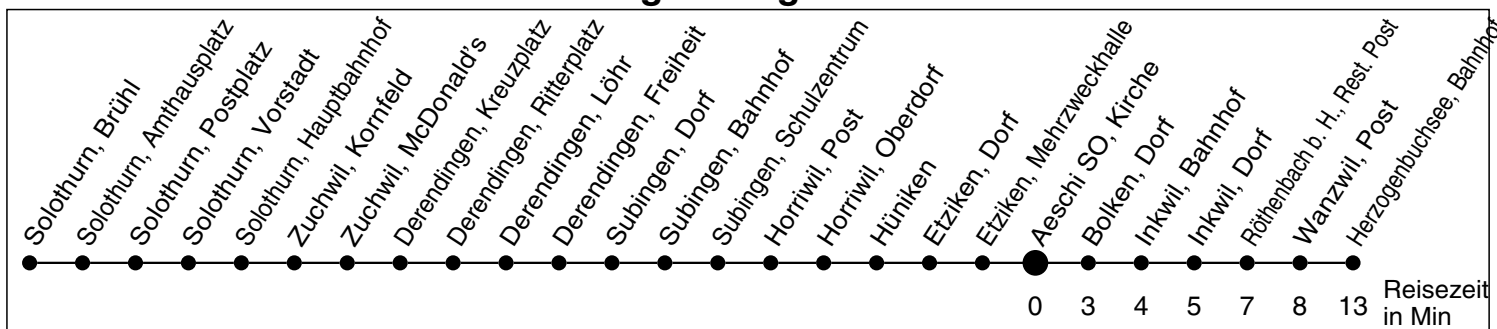 Solothurn, Brühl
Solothurn, Amthausplatz
Solothurn, Postplatz
Solothurn, Vorstadt
Solothurn, Hauptbahnhof
Zuchwil, Kornfeld
Zuchwil, McDonald's
Derendingen, Kreuzplatz
Derendingen, Ritterplatz
Derendingen, Löhr
Derendingen, Freiheit
Subingen, Dorf
Subingen, Bahnhof
Subingen, Schulzentrum
Horriwil, Post
Horriwil, Oberdorf
Hüniken
Etziken, Dorf
Etziken, Mehrzweckhalle
Aeschi SO, Kirche
Bolken, Dorf
Inkwil, Bahnhof
Inkwil, Dorf
Röthenbach b. H., Rest. Post
Wanzwil, Post
Herzogenbuchsee, Bahnhof
0 3 4 5 7 8 13 Reisezeit
in Min